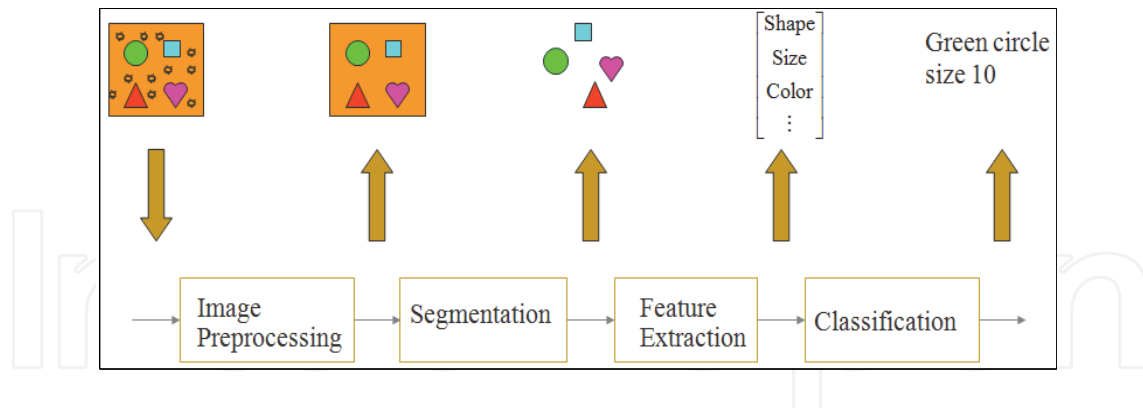 Shape
Size
Color
⋮
Green circle
size 10
Image
Preprocessing
Segmentation
Feature
Extraction
Classification